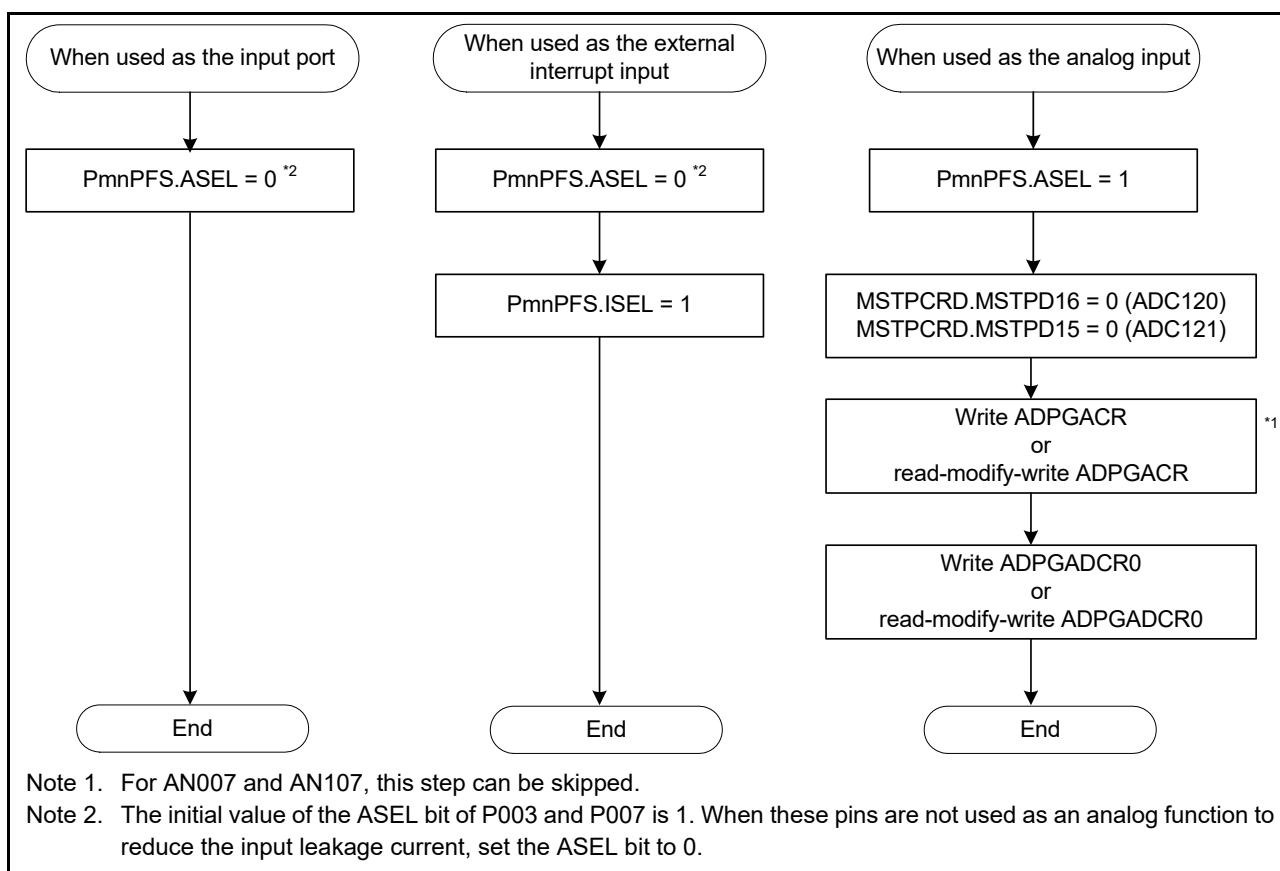 When used as the input port
PmnPFS.ASEL = 0 *2
End
When used as the external
interrupt input
PmnPFS.ASEL = 0 *2
PmnPFS.ISEL = 1
End
When used as the analog input
PmnPFS.ASEL = 1
MSTPCRD.MSTPD16 = 0 (ADC120)
MSTPCRD.MSTPD15 = 0 (ADC121)
Write ADPGACR
or
read-modify-write ADPGACR
*1
Write ADPGADCR0
or
read-modify-write ADPGADCR0
End
Note 1. For AN007 and AN107, this step can be skipped.
Note 2. The initial value of the ASEL bit of P003 and P007 is 1. When these pins are not used as an analog function to
reduce the input leakage current, set the ASEL bit to 0.